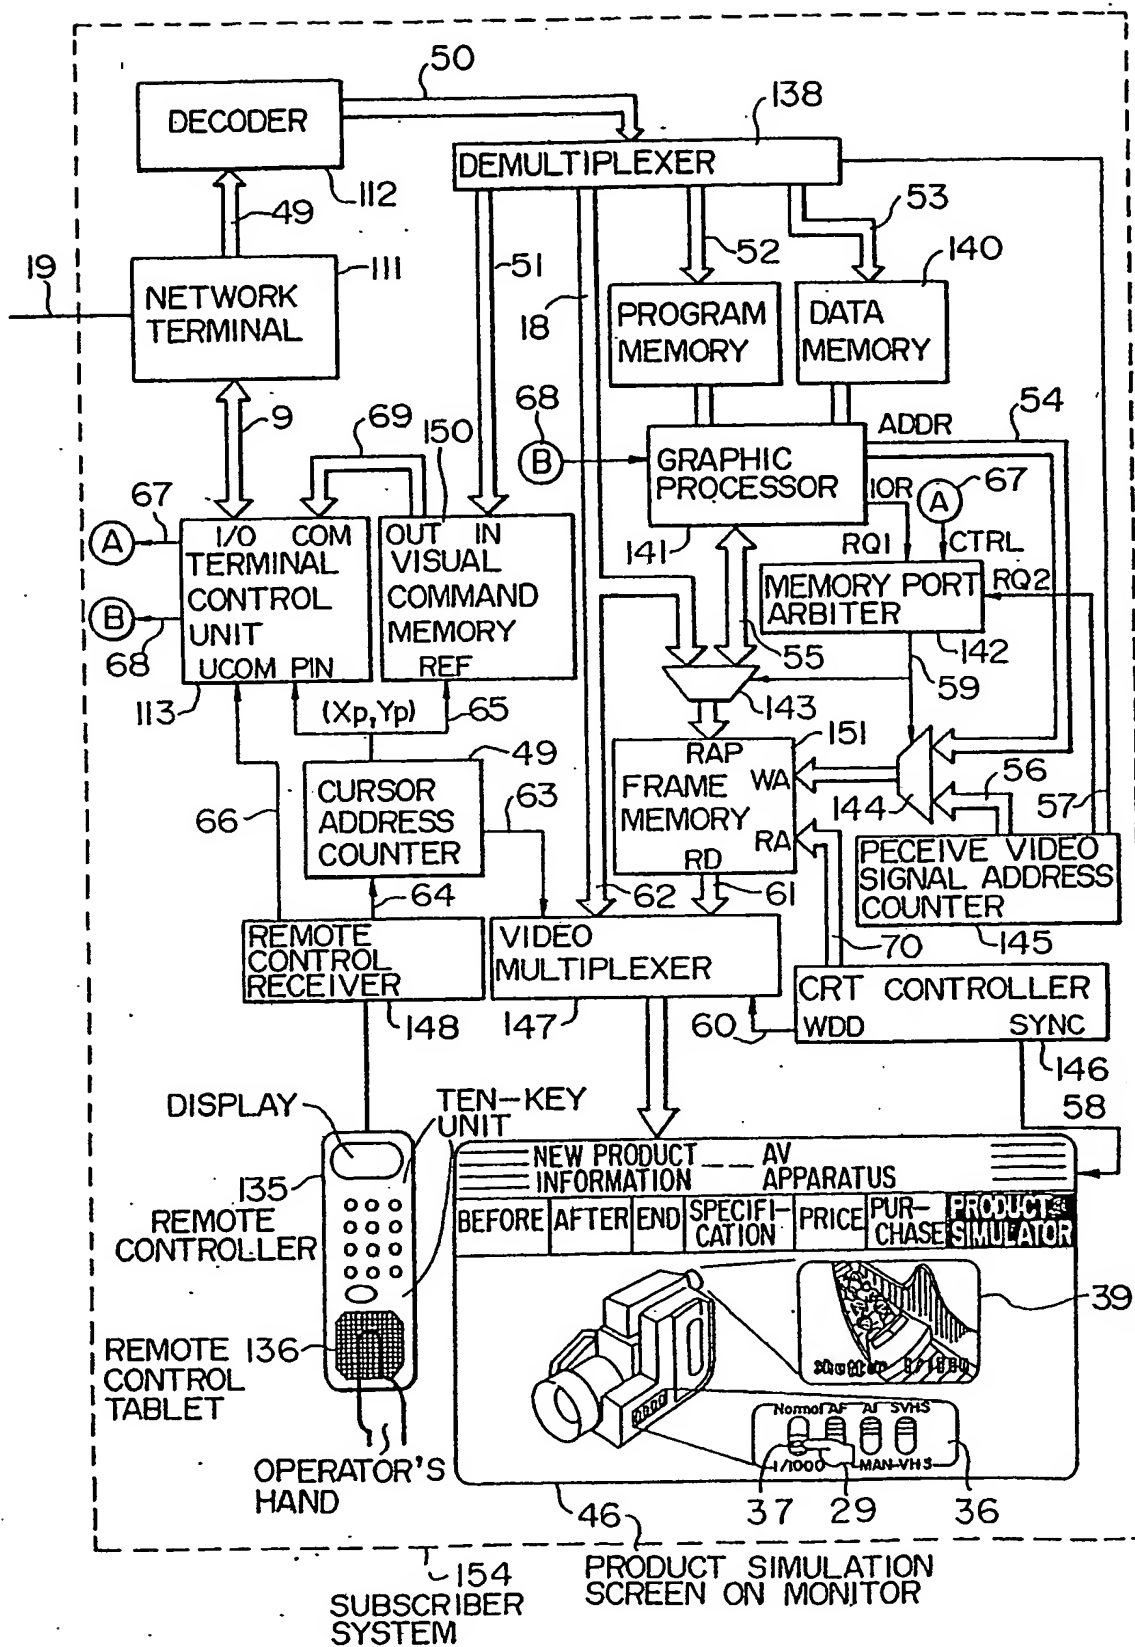 50
138
DECODER
DEMULTIPLEXER
112
49
53
52
140
51
19
111
NETWORK
TERMINAL
18
PROGRAM
MEMORY
DATA
MEMORY
9
69
150
68
B
54
ADDR
GRAPHIC
PROCESSOR
IOR
67
A
67
A
I/O COM
TERMINAL
CONTROL
UNIT
UCOM PIN
OUT IN
VISUAL
COMMAND
MEMORY
REF
141
RQ1
CTRL
MEMORY PORT
ARBITER
RQ2
B
68
55
142
59
113
(Xp,Yp)
65
143
151
49
RAP
FRAME
MEMORY
WA
RA
RD
CURSOR
ADDRESS
COUNTER
63
66
144
56
57
PECEIVE VIDEO
SIGNAL ADDRESS
COUNTER
64
62
61
REMOTE
CONTROL
RECEIVER
VIDEO
MULTIPLEXER
70
145
CRT CONTROLLER
WDD SYNC
148
147
60
146
DISPLAY
TEN-KEY
UNIT
58
135
REMOTE
CONTROLLER
NEW PRODUCT
INFORMATION
AV
APPARATUS
BEFORE
AFTER
END
SPECIFI-
CATION
PRICE
PUR-
CHASE
PRODUCT
SIMULATOR
39
Shutter 1/1000
REMOTE
CONTROL
TABLET
136
Normal AF AI SVHS
1/1000 MAN VHS
OPERATOR'S
HAND
37
29
36
46
PRODUCT SIMULATION
SCREEN ON MONITOR
154
SUBSCRIBER
SYSTEM